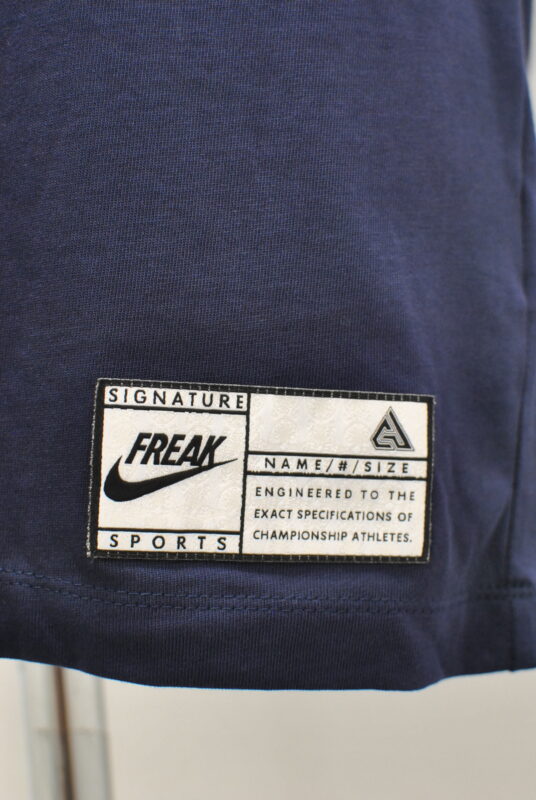 SIGNATURE
FREAK
SPORTS
NAME/#/SIZE
ENGINEERED TO THE
EXACT SPECIFICATIONS OF
CHAMPIONSHIP ATHLETES.